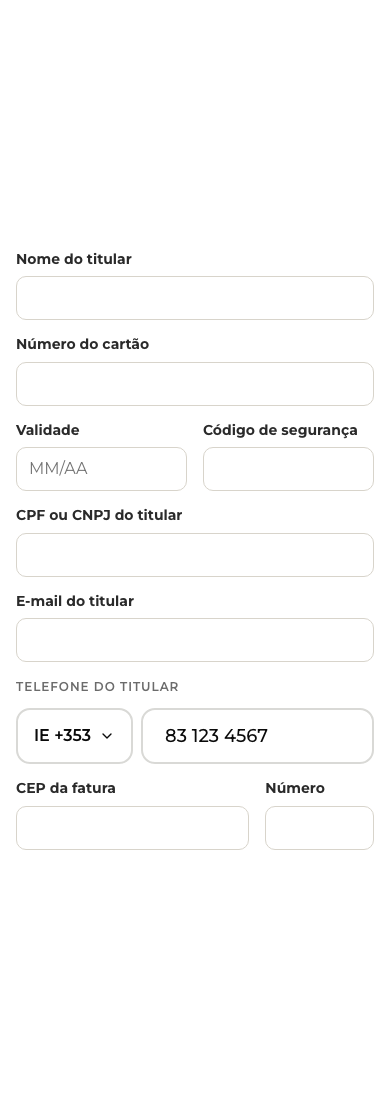 Nome do titular
Número do cartão
Validade
Código de segurança
MM/AA
CPF ou CNPJ do titular
E-mail do titular
TELEFONE DO TITULAR
IE +353
83 123 4567
CEP da fatura
Número